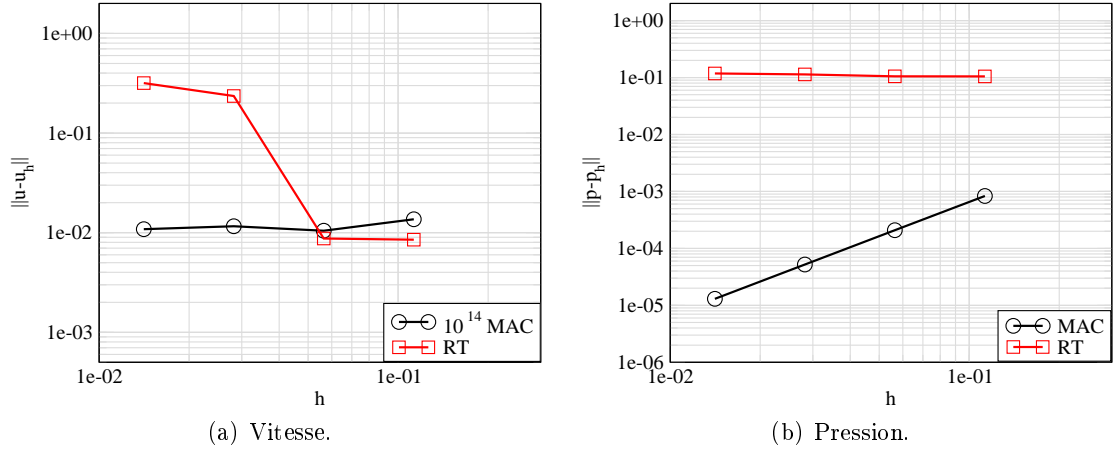 1e+00
1e-01
1e-02
1e-03
||u-u_h||
1e-02
1e-01
h
10^14 MAC
RT
(a) Vitesse.
1e+00
1e-01
1e-02
1e-03
1e-04
1e-05
1e-06
||p-p_h||
1e-02
1e-01
h
MAC
RT
(b) Pression.